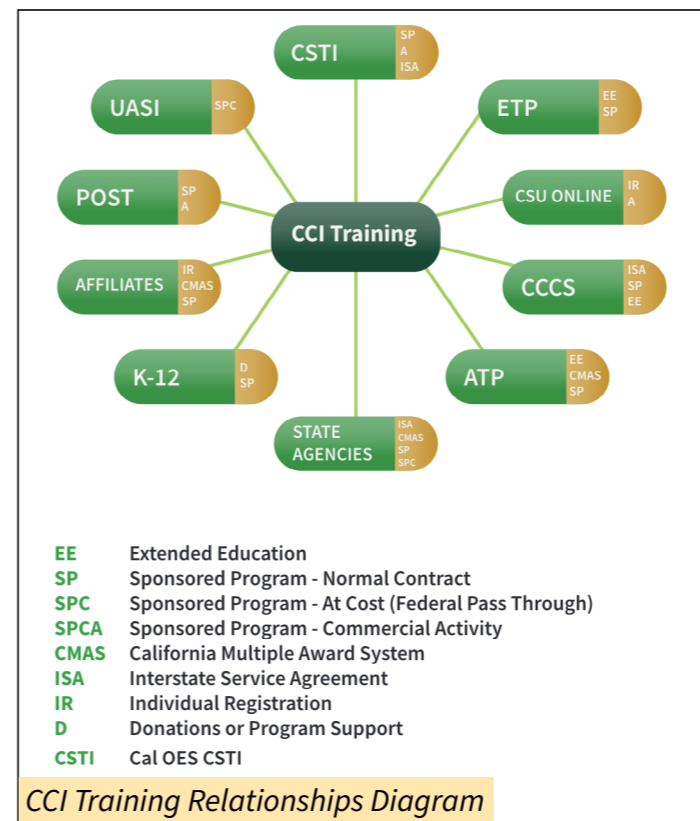 CSTI
SP
A
ISA
UASI
SPC
ETP
EE
SP
POST
SP
A
CSU ONLINE
IR
A
CCI Training
AFFILIATES
IR
CMAS
SP
CCCS
ISA
SP
EE
K-12
D
SP
ATP
EE
CMAS
SP
STATE
AGENCIES
ISA
CMAS
SP
SPC
EE Extended Education
SP Sponsored Program - Normal Contract
SPC Sponsored Program - At Cost (Federal Pass Through)
SPCA Sponsored Program - Commercial Activity
CMAS California Multiple Award System
ISA Interstate Service Agreement
IR Individual Registration
D Donations or Program Support
CSTI Cal OES CSTI
CCI Training Relationships Diagram